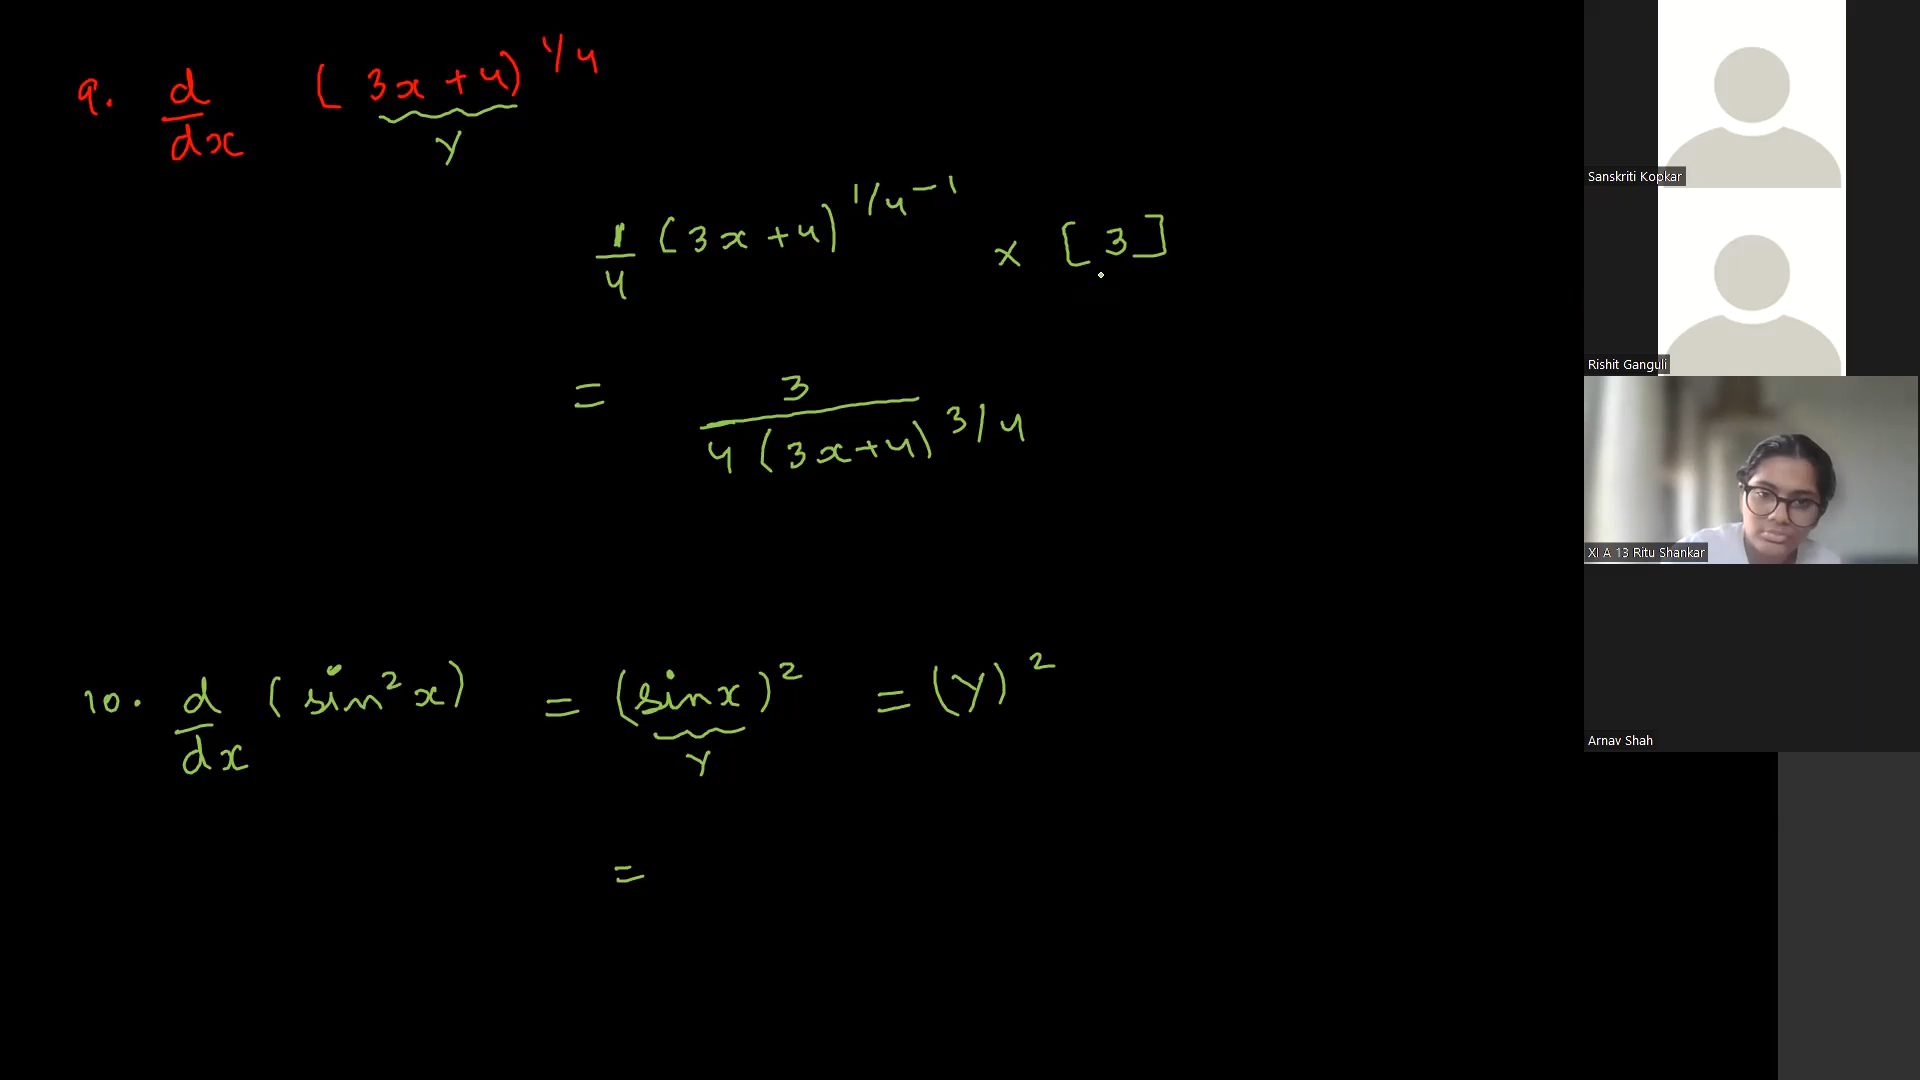 9. d/dx (3x+4)^1/4
y
1/4 (3x+4)^1/4-1 × [3]
= 3/4(3x+4)^3/4
10. d/dx (sin²x) = (sinx)² = (y)²
y
=
Sanskriti Kopkar
Rishit Ganguli
XI A 13 Ritu Shankar
Arnav Shah